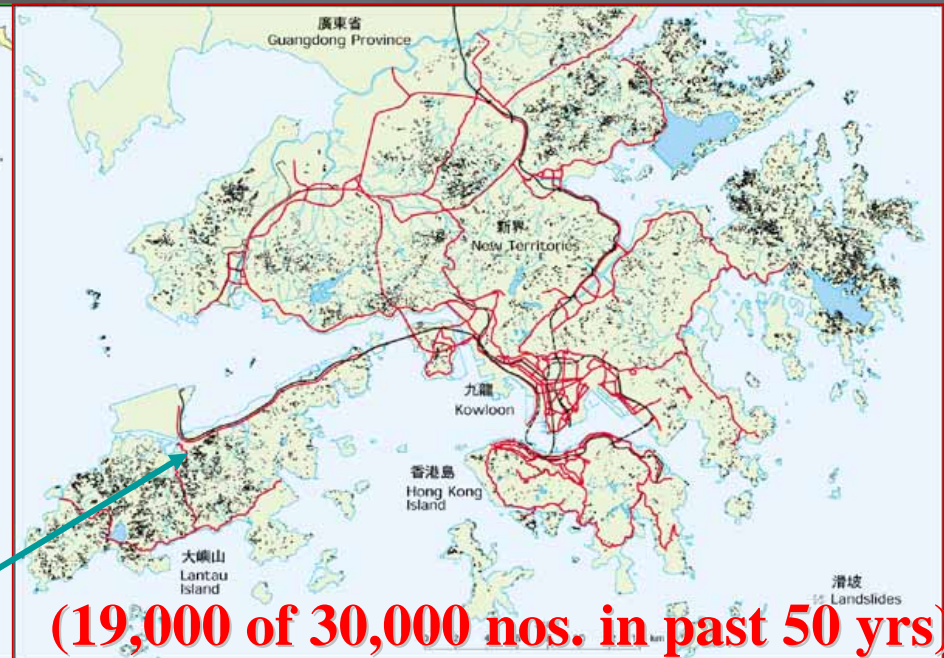 廣東省
Guangdong Province
新界
New Territories
九龍
Kowloon
香港島
Hong Kong
Island
大嶼山
Lantau
Island
滑坡
Landslides
(19,000 of 30,000 nos. in past 50 yrs)
km